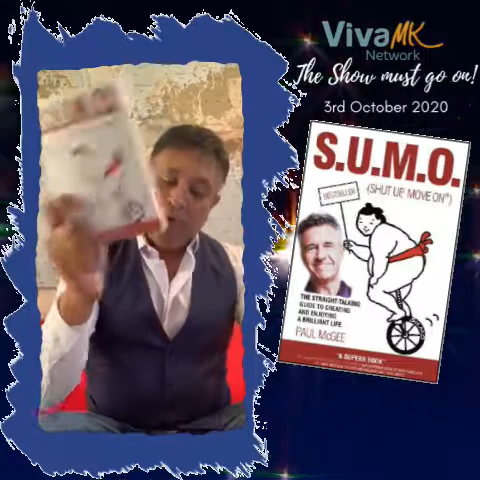 VivaMK
Network
The Show must go on!
3rd October 2020
S.U.M.O.
(SHUT UP, MOVE ON®)
BESTSELLER
THE STRAIGHT-TALKING
GUIDE TO CREATING
AND ENJOYING
A BRILLIANT LIFE
PAUL McGEE
"A SUPERB BOOK"